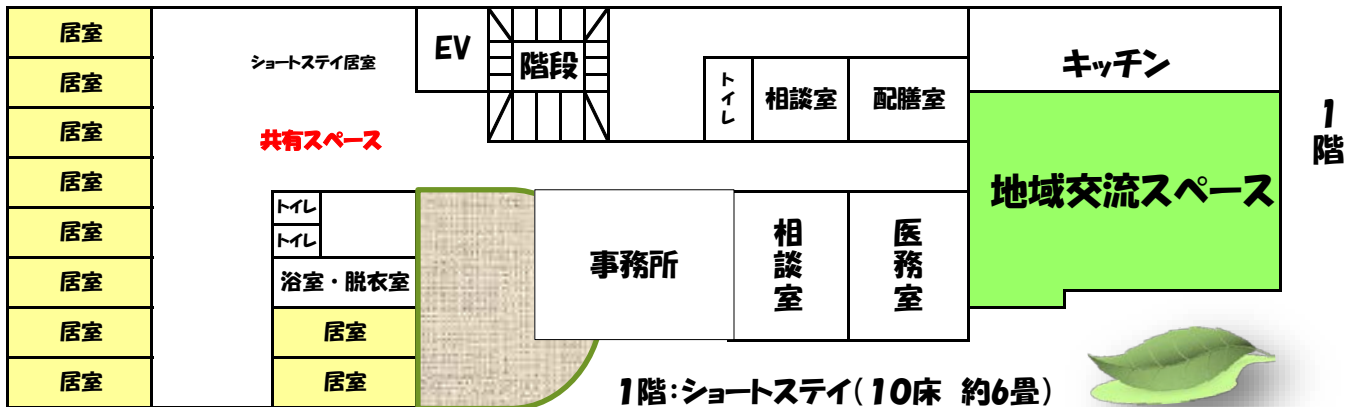 居室
居室
居室
居室
居室
居室
居室
居室
ショートステイ居室
共有スペース
EV
階段
トイレ
相談室
配膳室
キッチン
地域交流スペース
1階
トイレ
トイレ
浴室・脱衣室
居室
居室
事務所
相談室
医務室
1階:ショートステイ(10床 約6畳)